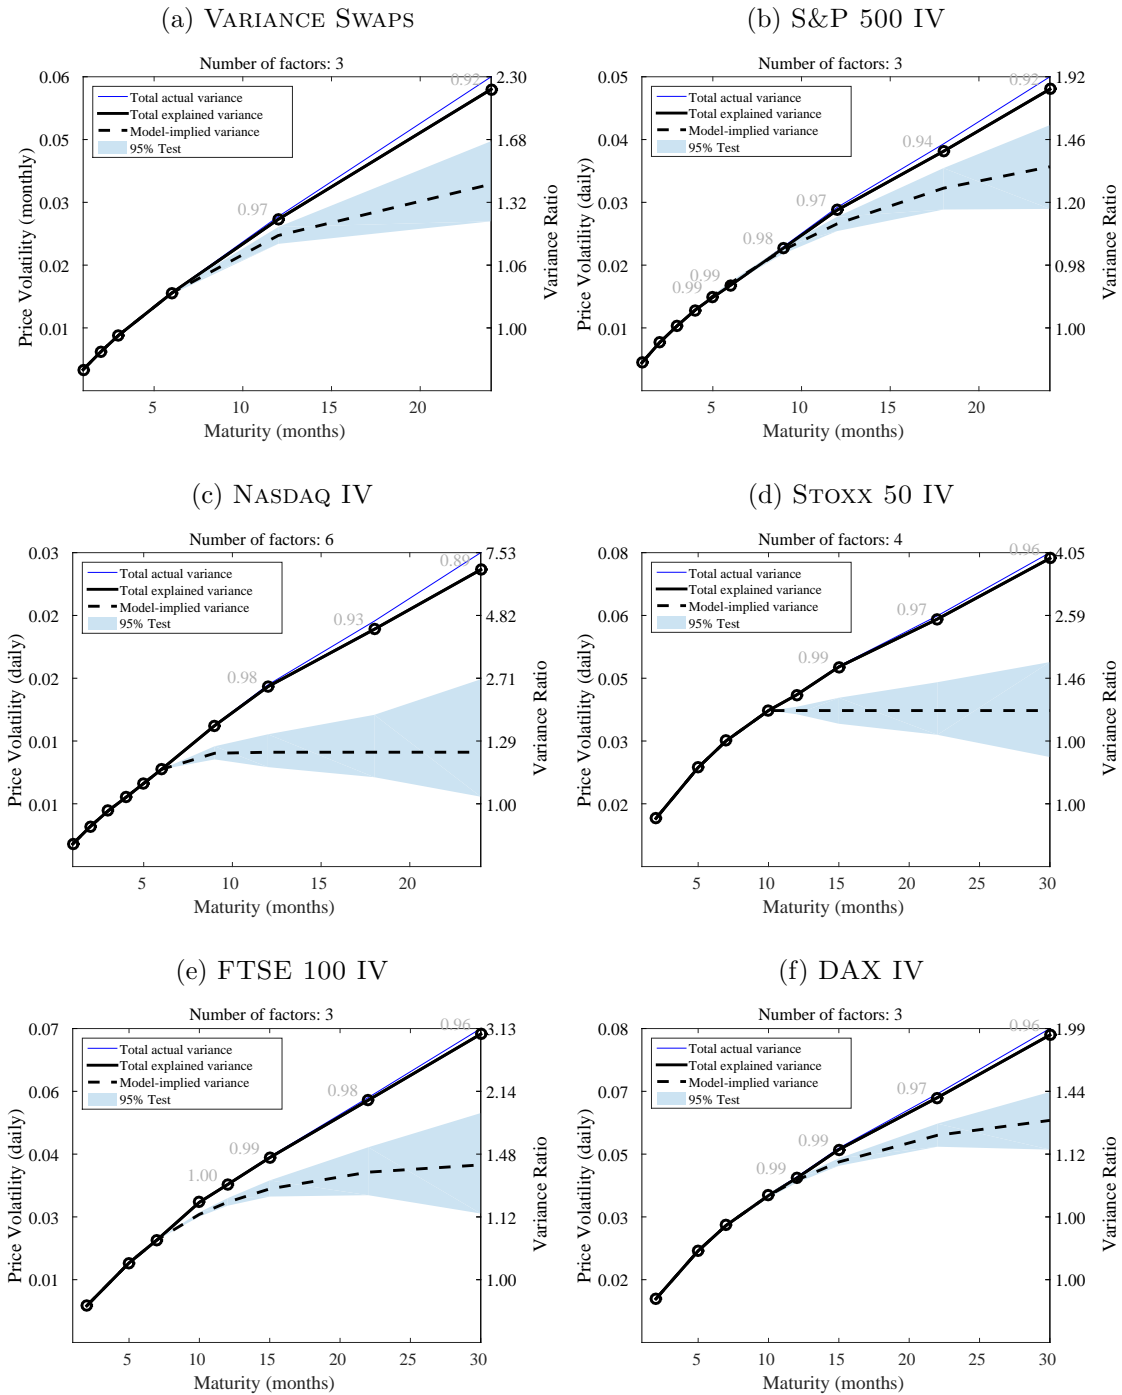 (a) VARIANCE SWAPS
Number of factors: 3
Total actual variance
Total explained variance
Model-implied variance
95% Test
0.06
0.05
0.03
0.02
0.01
2.30
1.68
1.32
1.06
1.00
0.97
0.92
5
10
15
20
Price Volatility (monthly)
Variance Ratio
Maturity (months)
(b) S&P 500 IV
Number of factors: 3
Total actual variance
Total explained variance
Model-implied variance
95% Test
0.05
0.04
0.03
0.02
0.01
1.92
1.46
1.20
0.98
1.00
0.99
0.99
0.98
0.97
0.94
0.92
5
10
15
20
Price Volatility (daily)
Variance Ratio
Maturity (months)
(c) NASDAQ IV
Number of factors: 6
Total actual variance
Total explained variance
Model-implied variance
95% Test
0.03
0.02
0.02
0.01
0.01
7.53
4.82
2.71
1.29
1.00
0.98
0.93
0.89
5
10
15
20
Price Volatility (daily)
Variance Ratio
Maturity (months)
(d) STOXX 50 IV
Number of factors: 4
Total actual variance
Total explained variance
Model-implied variance
95% Test
0.08
0.06
0.05
0.03
0.02
4.05
2.59
1.46
1.00
1.00
0.99
0.97
0.96
5
10
15
20
25
30
Price Volatility (daily)
Variance Ratio
Maturity (months)
(e) FTSE 100 IV
Number of factors: 3
Total actual variance
Total explained variance
Model-implied variance
95% Test
0.07
0.06
0.04
0.03
0.01
3.13
2.14
1.48
1.12
1.00
1.00
0.99
0.98
0.96
5
10
15
20
25
30
Price Volatility (daily)
Variance Ratio
Maturity (months)
(f) DAX IV
Number of factors: 3
Total actual variance
Total explained variance
Model-implied variance
95% Test
0.08
0.07
0.05
0.03
0.02
1.99
1.44
1.12
1.00
1.00
0.99
0.99
0.97
0.96
5
10
15
20
25
30
Price Volatility (daily)
Variance Ratio
Maturity (months)